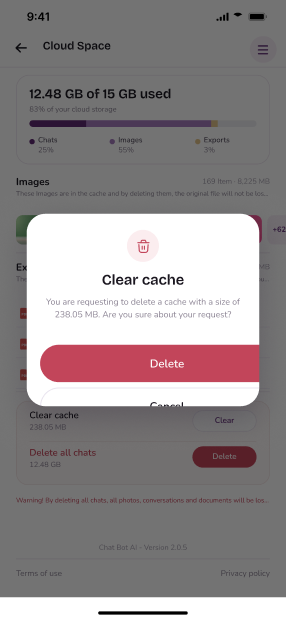 9:41
Cloud Space
12.48 GB of 15 GB used
83% of your cloud storage
Chats
25%
Images
55%
Exports
3%
Images
169 Item - 8,225 MB
These images are in the cache and by deleting them, the original file will not be los...
+62
Ex
MB
Clear cache
You are requesting to delete a cache with a size of
238.05 MB. Are you sure about your request?
Delete
Cancel
Clear cache
238.05 MB
Clear
Delete all chats
12.48 GB
Delete
Warning! By deleting all chats, all photos, conversations and documents will be los...
Chat Bot AI - Version 2.0.5
Terms of use
Privacy policy